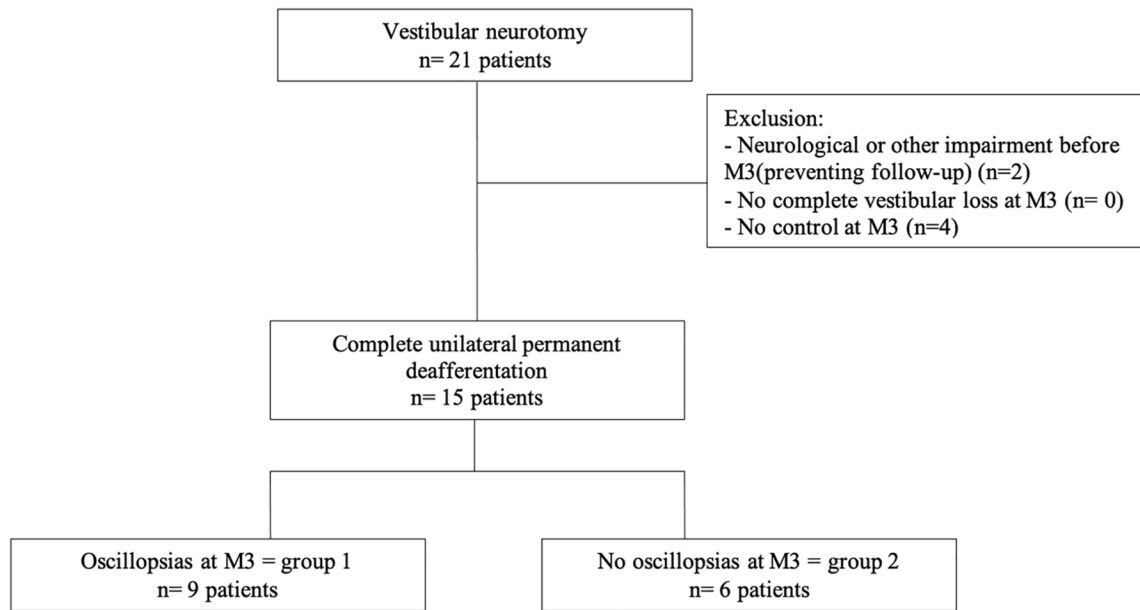 Vestibular neurotomy
n= 21 patients
Exclusion:
- Neurological or other impairment before
M3(preventing follow-up) (n=2)
- No complete vestibular loss at M3 (n= 0)
- No control at M3 (n=4)
Complete unilateral permanent
deafferentation
n= 15 patients
Oscillopsias at M3 = group 1
n= 9 patients
No oscillopsias at M3 = group 2
n= 6 patients